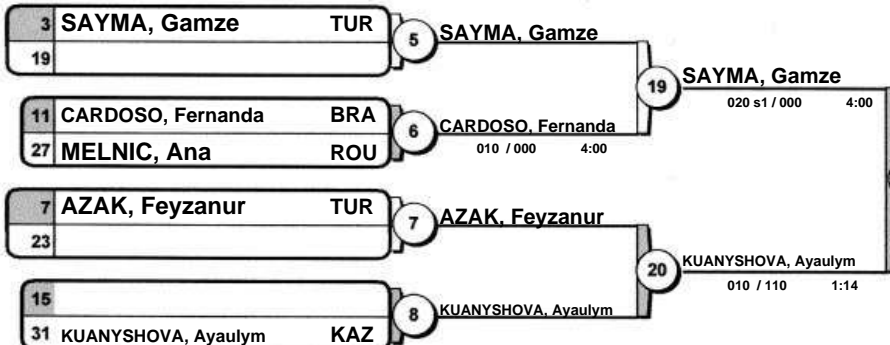 3 SAYMA, Gamze TUR
19
5 SAYMA, Gamze
11 CARDOSO, Fernanda BRA
27 MELNIC, Ana ROU
6 CARDOSO, Fernanda
010 / 000 4:00
19 SAYMA, Gamze
020 s1 / 000 4:00
7 AZAK, Feyzanur TUR
23
7 AZAK, Feyzanur
15
31 KUANYSHOVA, Ayaulym KAZ
8 KUANYSHOVA, Ayaulym
20 KUANYSHOVA, Ayaulym
010 / 110 1:14